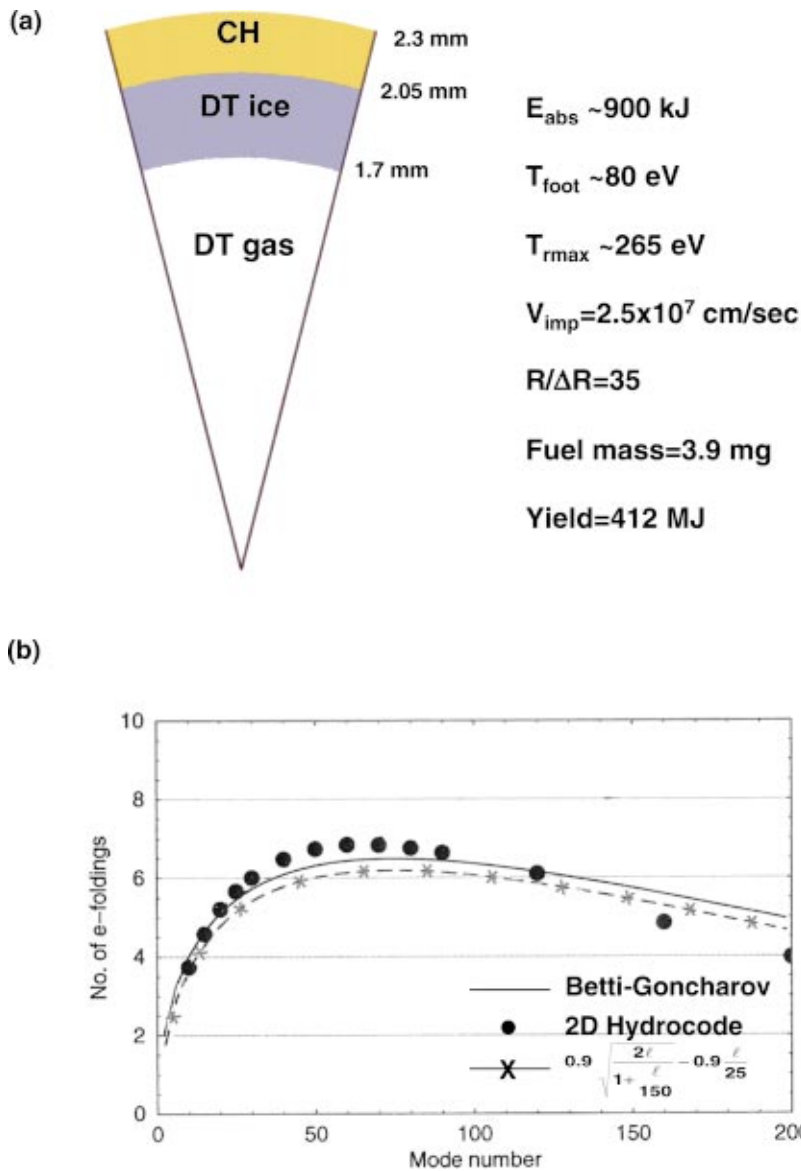 (a)
CH
2.3 mm
2.05 mm
DT ice
1.7 mm
DT gas
E_abs ~900 kJ
T_foot ~80 eV
T_rmax ~265 eV
V_imp=2.5x10^7 cm/sec
R/ΔR=35
Fuel mass=3.9 mg
Yield=412 MJ
(b)
10
8
6
4
2
0
No. of e-foldings
Betti-Goncharov
2D Hydrocode
0.9 √(2ℓ/(1+ℓ/150)) −0.9 ℓ/25
0 50 100 150 200
Mode number